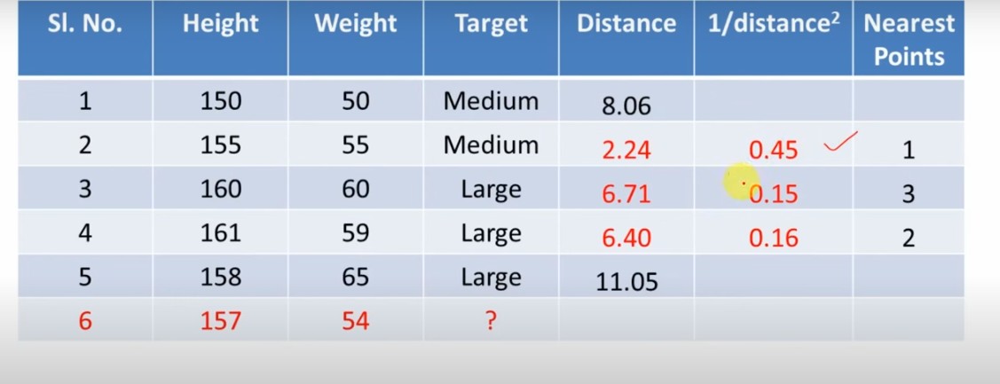 Sl. No. Height Weight Target Distance 1/distance² Nearest Points
1 150 50 Medium 8.06
2 155 55 Medium 2.24 0.45 1
3 160 60 Large 6.71 0.15 3
4 161 59 Large 6.40 0.16 2
5 158 65 Large 11.05
6 157 54 ?